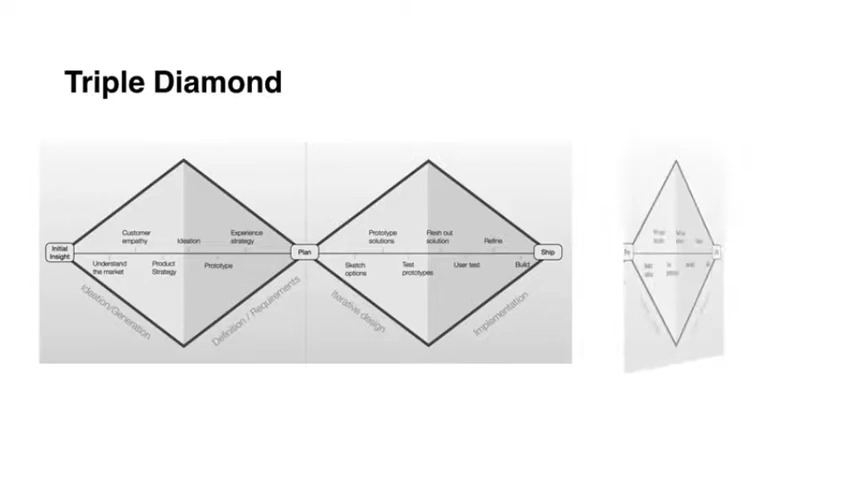 Triple Diamond
Customer
empathy
Ideation
Experience
strategy
Initial
Insight
Understand
the market
Product
Strategy
Prototype
Ideation/Generation
Definition / Requirements
Plan
Prototype
solutions
Flesh out
solution
Refine
Sketch
options
Test
prototypes
User test
Build
Ship
Iterative design
Implementation